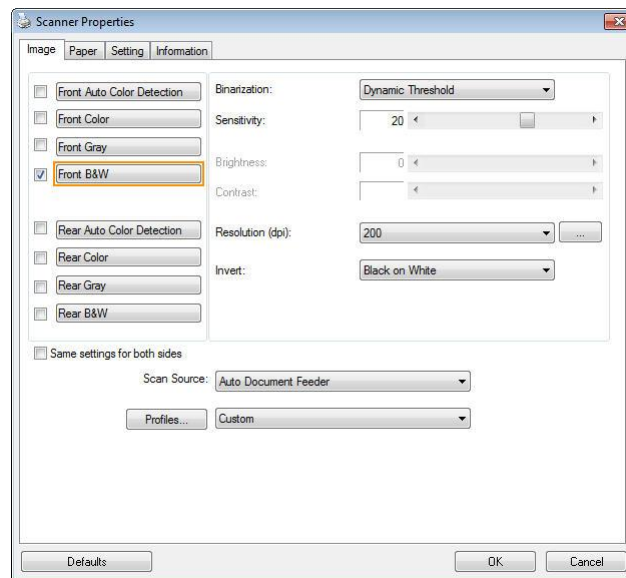 Scanner Properties
Image Paper Setting Information
Front Auto Color Detection
Front Color
Front Gray
Front B&W
Rear Auto Color Detection
Rear Color
Rear Gray
Rear B&W
Binarization: Dynamic Threshold
Sensitivity: 20
Brightness: 0
Contrast:
Resolution (dpi): 200 ...
Invert: Black on White
Same settings for both sides
Scan Source: Auto Document Feeder
Profiles... Custom
Defaults OK Cancel